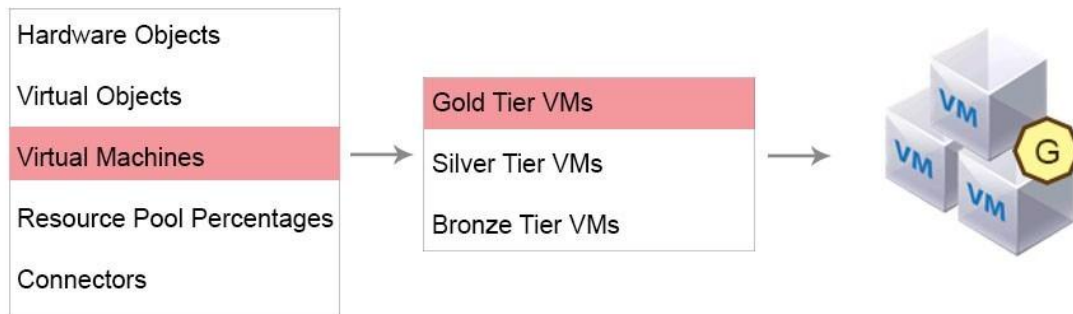 Hardware Objects
Virtual Objects
Virtual Machines
Resource Pool Percentages
Connectors
Gold Tier VMs
Silver Tier VMs
Bronze Tier VMs
VM
VM
VM
G